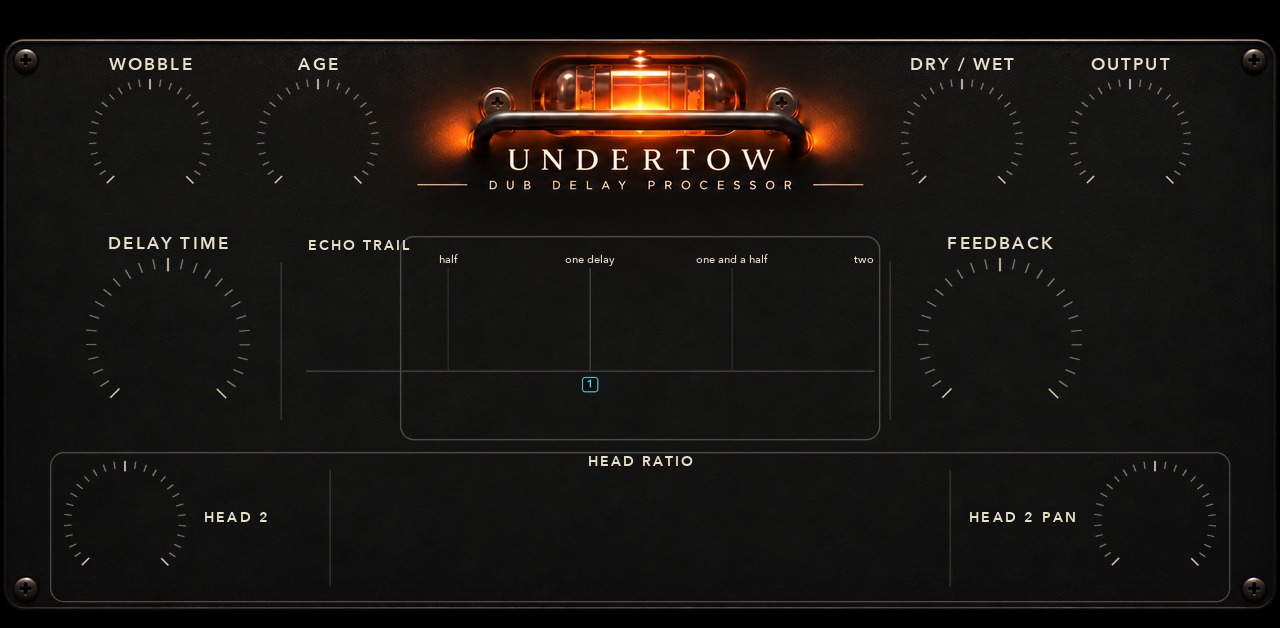 WOBBLE
AGE
DRY / WET
OUTPUT
UNDERTOW
DUB DELAY PROCESSOR
DELAY TIME
ECHO TRAIL
FEEDBACK
half
one delay
one and a half
two
1
HEAD RATIO
HEAD 2
HEAD 2 PAN